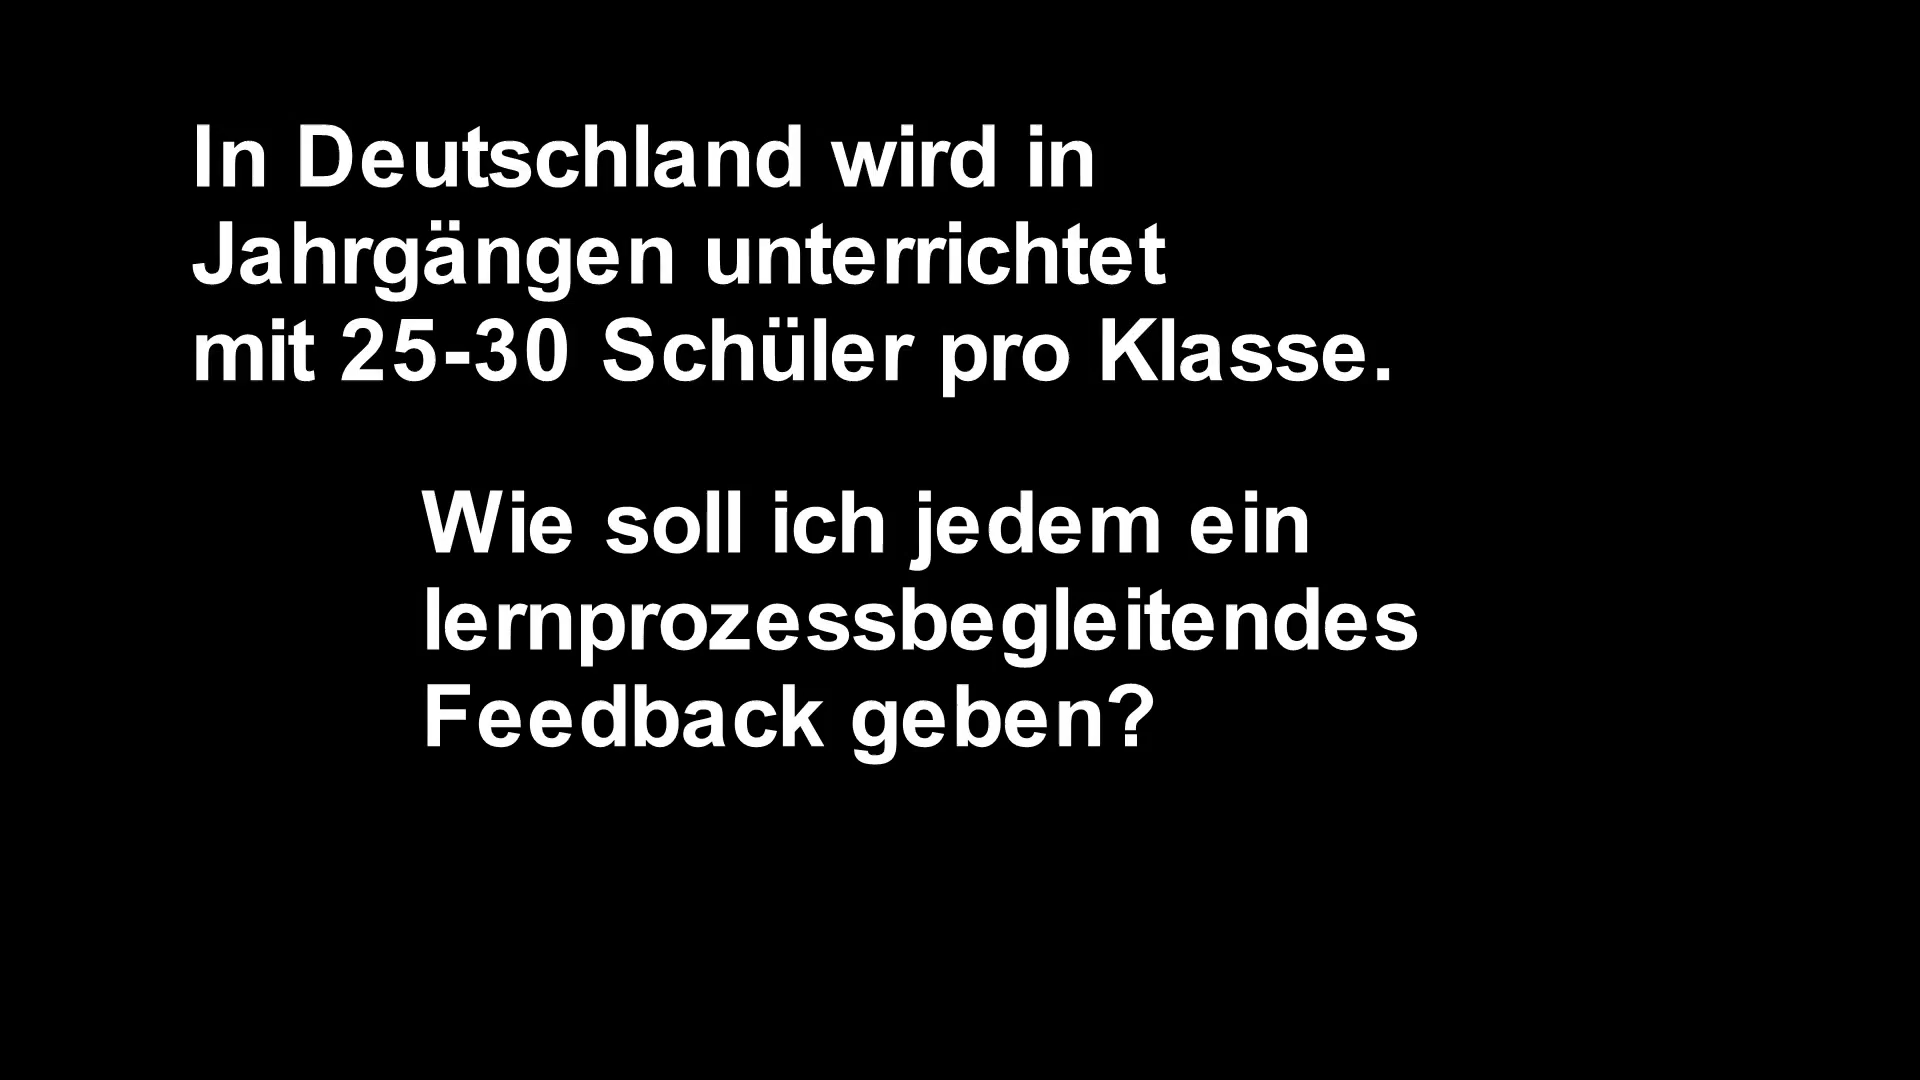 In Deutschland wird in
Jahrgängen unterrichtet
mit 25-30 Schüler pro Klasse.
Wie soll ich jedem ein
lernprozessbegleitendes
Feedback geben?